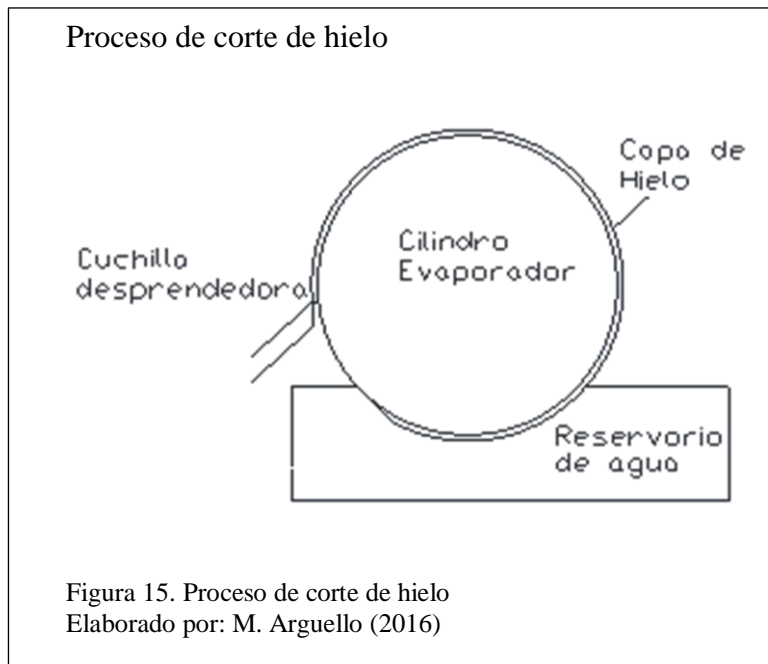 Proceso de corte de hielo
Capa de
Hielo
Cilindro
Evaporador
Cuchilla
desprendedora
Reservorio
de agua
Figura 15. Proceso de corte de hielo
Elaborado por: M. Arguello (2016)